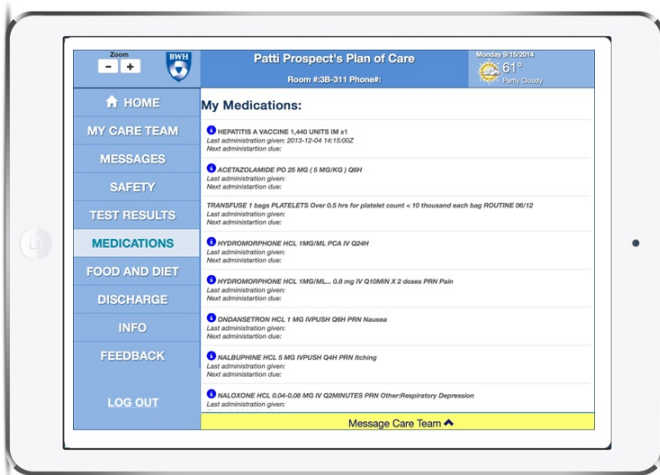 Zoom
- +
BWH
Patti Prospect's Plan of Care
Room #:3B-311 Phone#:
Monday 9/15/2014
61°
Partly Cloudy
HOME
MY CARE TEAM
MESSAGES
SAFETY
TEST RESULTS
MEDICATIONS
FOOD AND DIET
DISCHARGE
INFO
FEEDBACK
LOG OUT
My Medications:
HEPATITIS A VACCINE 1,440 UNITS IM x1
Last administration given: 2013-12-04 14:15:00Z
Next administartion due:
ACETAZOLAMIDE PO 25 MG ( 5 MG/KG ) Q6H
Last administration given:
Next administartion due:
TRANSFUSE 1 bags PLATELETS Over 0.5 hrs for platelet count < 10 thousand each bag ROUTINE 06/12
Last administration given:
Next administartion due:
HYDROMORPHONE HCL 1MG/ML PCA IV Q24H
Last administration given:
Next administartion due:
HYDROMORPHONE HCL 1MG/ML... 0.8 mg IV Q10MIN X 2 doses PRN Pain
Last administration given:
Next administartion due:
ONDANSETRON HCL 1 MG IVPUSH Q6H PRN Nausea
Last administration given:
Next administartion due:
NALBUPHINE HCL 5 MG IVPUSH Q4H PRN Itching
Last administration given:
Next administartion due:
NALOXONE HCL 0.04-0.08 MG IV Q2MINUTES PRN Other:Respiratory Depression
Last administration given:
Message Care Team